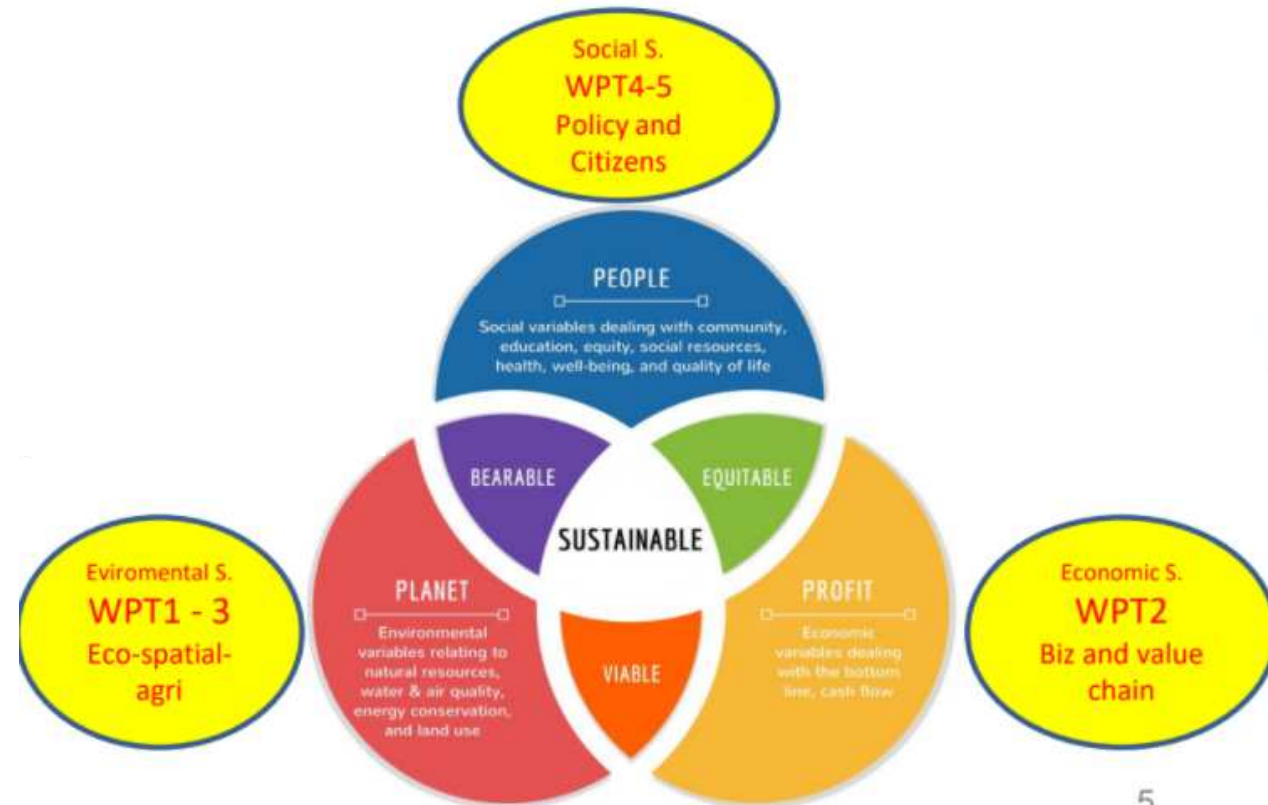 Social S.
WPT4-5
Policy and
Citizens
PEOPLE
Social variables dealing with community,
education, equity, social resources,
health, well-being, and quality of life
BEARABLE
EQUITABLE
SUSTAINABLE
Eviromental S.
WPT1 - 3
Eco-spatial-
agri
PLANET
Environmental
variables relating to
natural resources,
water & air quality,
energy conservation,
and land use
VIABLE
PROFIT
Economic
variables dealing
with the bottom
line, cash flow
Economic S.
WPT2
Biz and value
chain
5